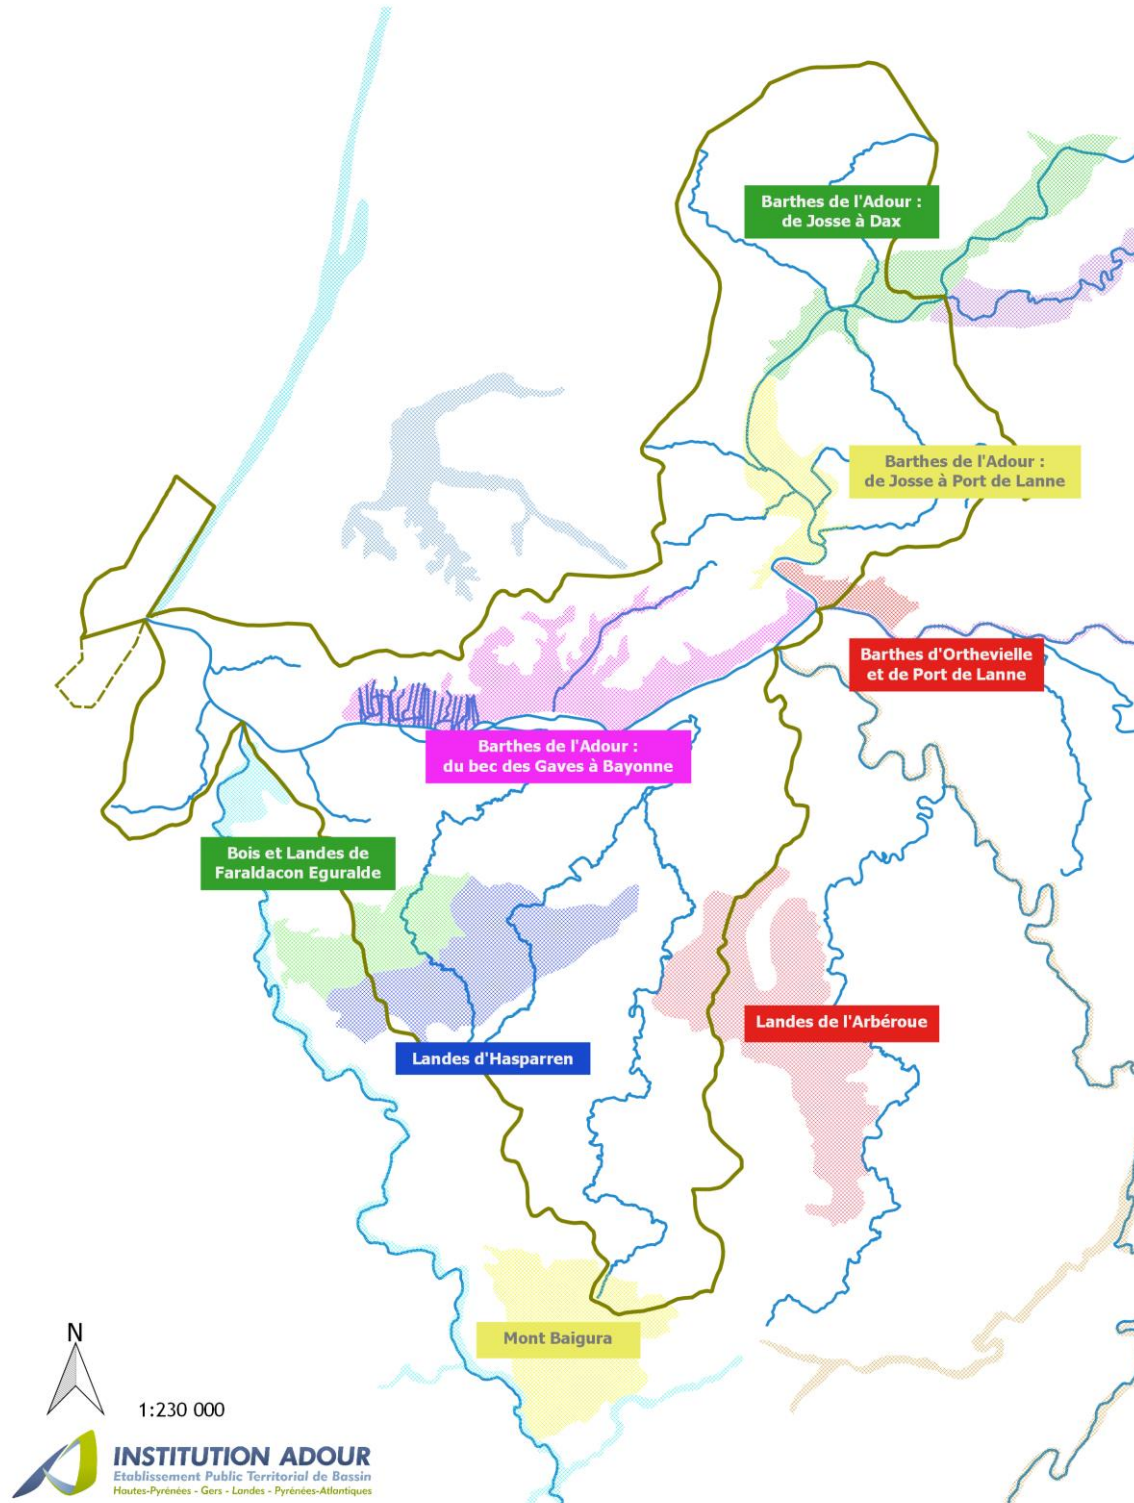 Barthes de l'Adour :
de Josse à Dax
Barthes de l'Adour :
de Josse à Port de Lanne
Barthes d'Orthevielle
et de Port de Lanne
Barthes de l'Adour :
du bec des Gaves à Bayonne
Bois et Landes de
Faraldacon Eguralde
Landes de l'Arbéroue
Landes d'Hasparren
Mont Baigura
N
1:230 000
INSTITUTION ADOUR
Etablissement Public Territorial de Bassin
Hautes-Pyrénées - Gers - Landes - Pyrénées-Atlantiques